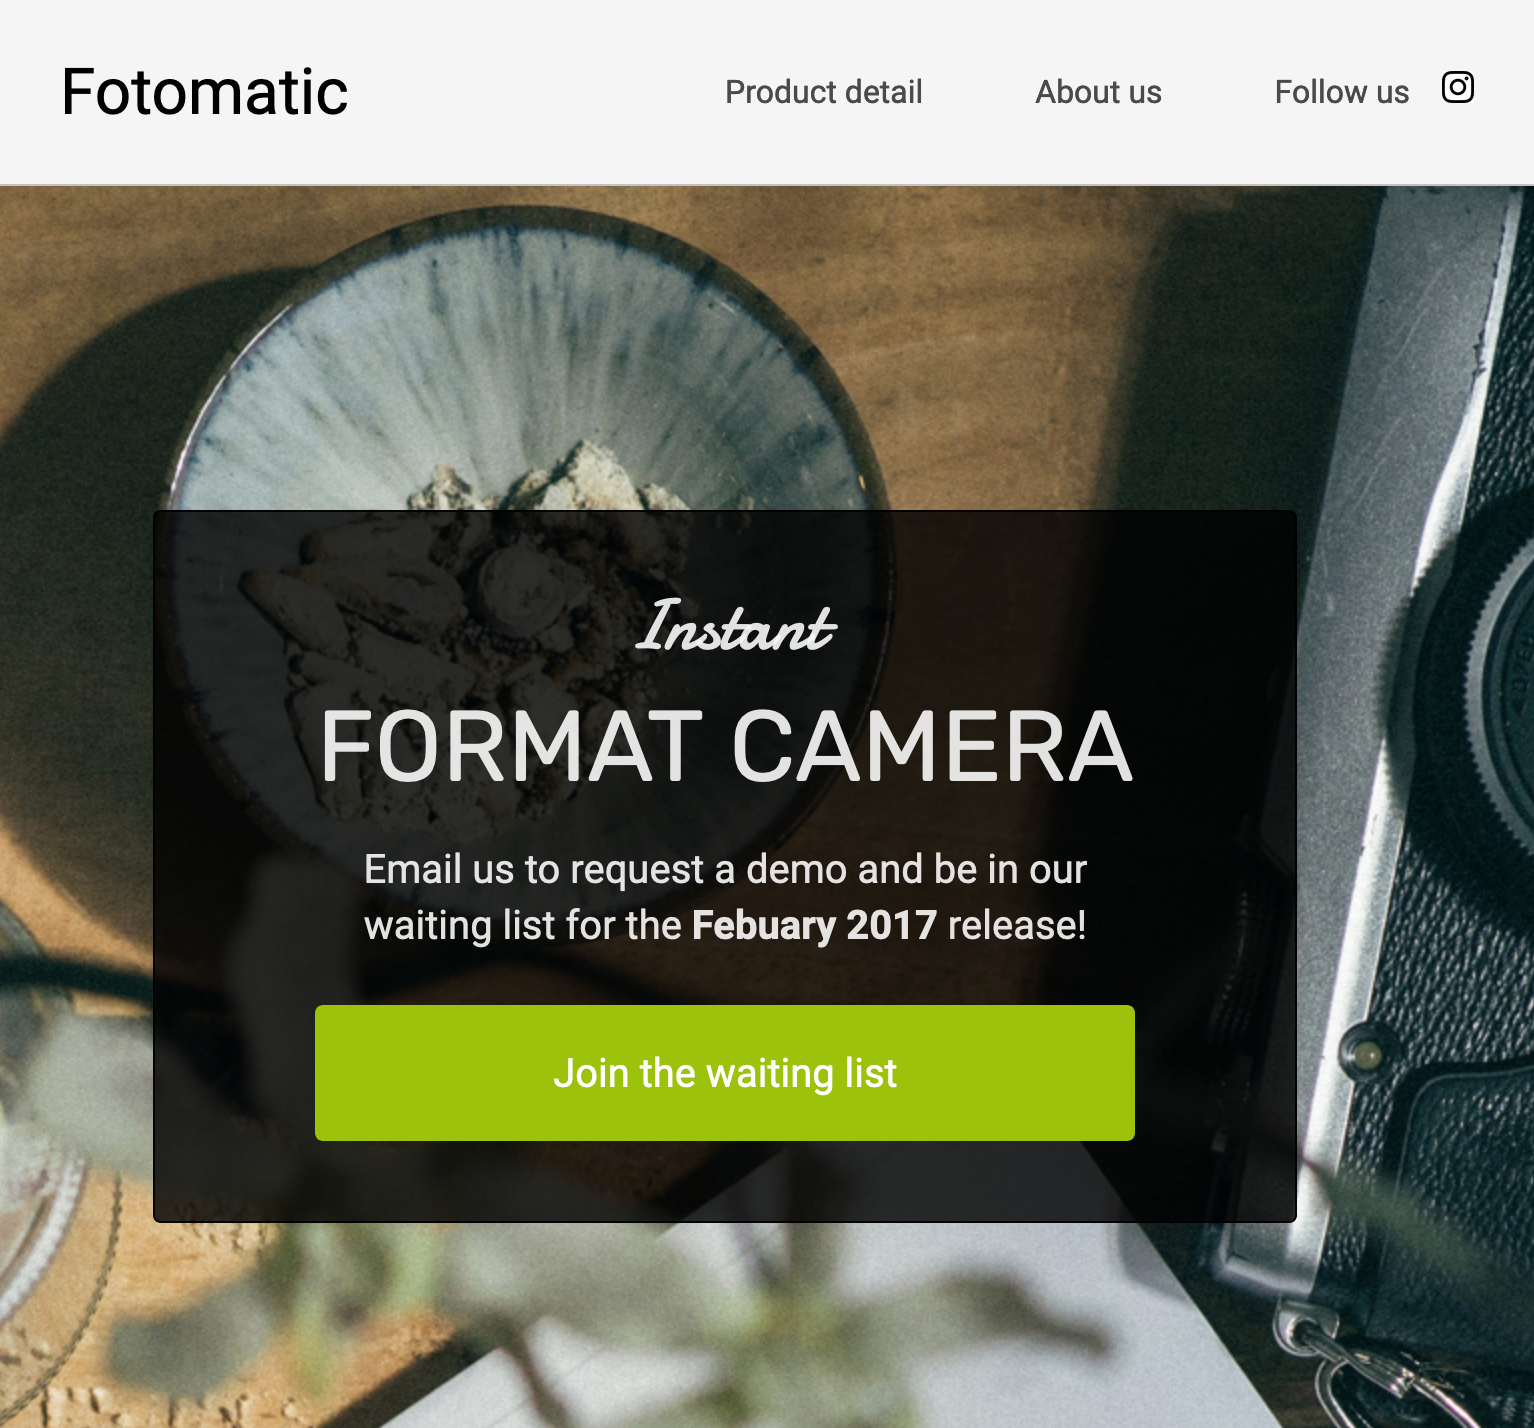 Fotomatic
Product detail
About us
Follow us
Instant
FORMAT CAMERA
Email us to request a demo and be in our
waiting list for the Febuary 2017 release!
Join the waiting list